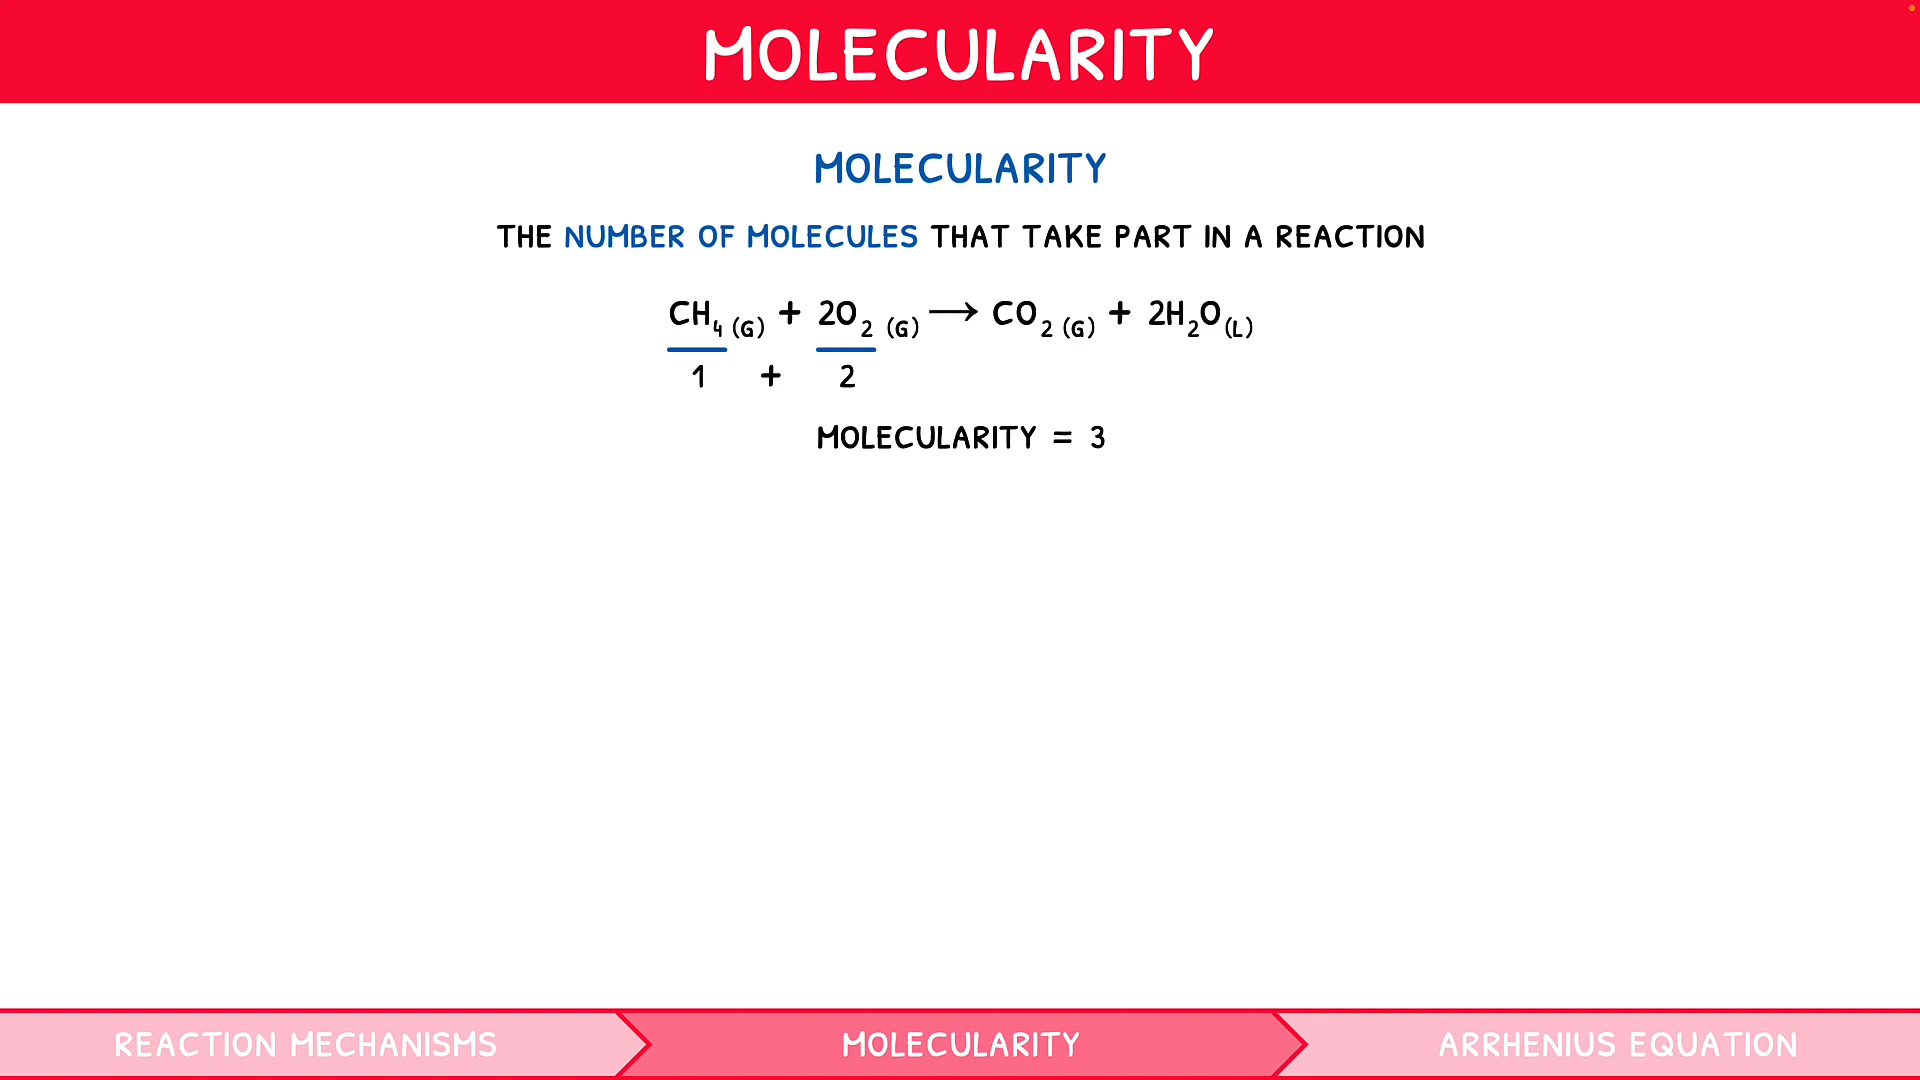 MOLECULARITY
MOLECULARITY
THE NUMBER OF MOLECULES THAT TAKE PART IN A REACTION
CH₄ (G) + 2O₂ (G) ⟶ CO₂ (G) + 2H₂O(L)
1 + 2
MOLECULARITY = 3
REACTION MECHANISMS
MOLECULARITY
ARRHENIUS EQUATION